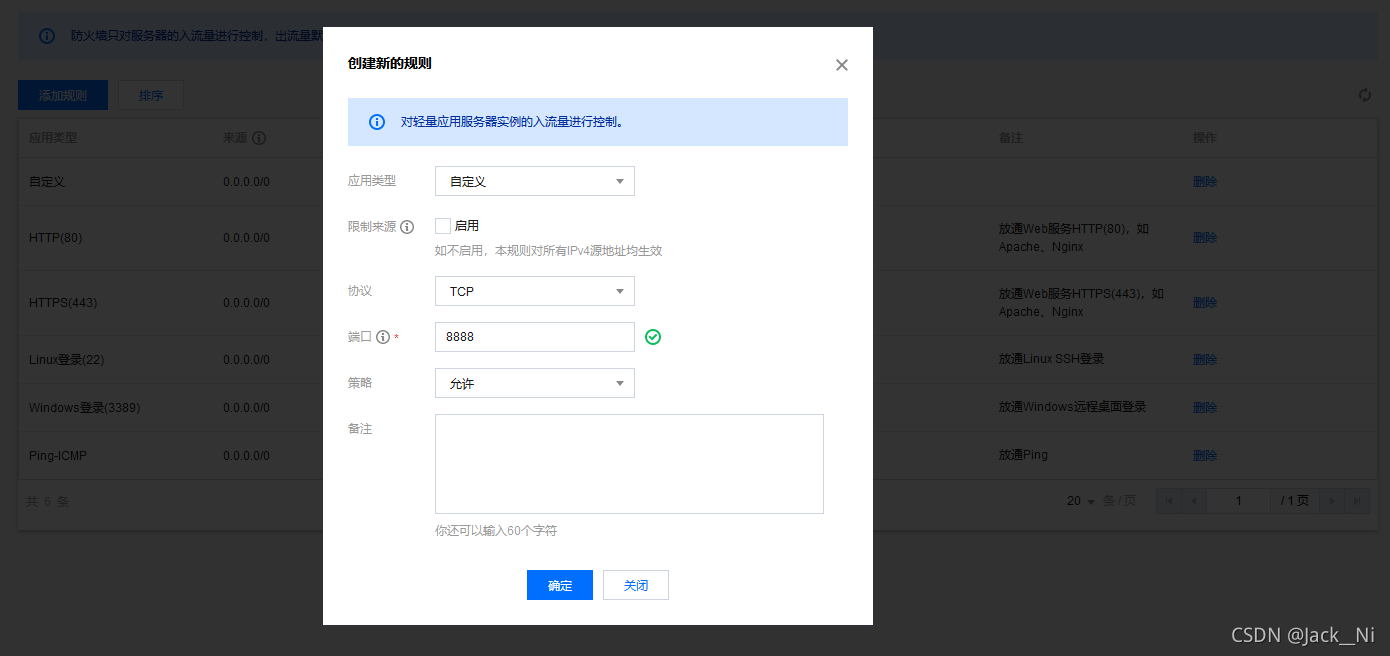 防火墙只对服务器的入流量进行控制，出流量默
添加规则
排序
应用类型 来源 备注 操作
自定义 0.0.0.0/0 删除
HTTP(80) 0.0.0.0/0 放通Web服务HTTP(80)，如
Apache、Nginx 删除
HTTPS(443) 0.0.0.0/0 放通Web服务HTTPS(443)，如
Apache、Nginx 删除
Linux登录(22) 0.0.0.0/0 放通Linux SSH登录 删除
Windows登录(3389) 0.0.0.0/0 放通Windows远程桌面登录 删除
Ping-ICMP 0.0.0.0/0 放通Ping 删除
共 6 条 20 条 / 页 1 / 1 页
创建新的规则
对轻量应用服务器实例的入流量进行控制。
应用类型 自定义
限制来源 启用
如不启用，本规则对所有IPv4源地址均生效
协议 TCP
端口 * 8888
策略 允许
备注
你还可以输入60个字符
确定 关闭
CSDN @Jack__Ni